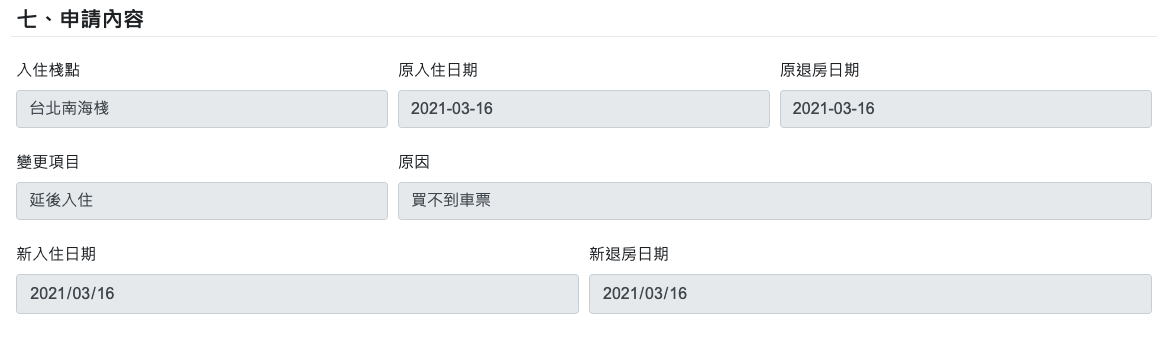 七、申請內容
入住棧點 原入住日期 原退房日期
台北南海棧 2021-03-16 2021-03-16
變更項目 原因
延後入住 買不到車票
新入住日期 新退房日期
2021/03/16 2021/03/16